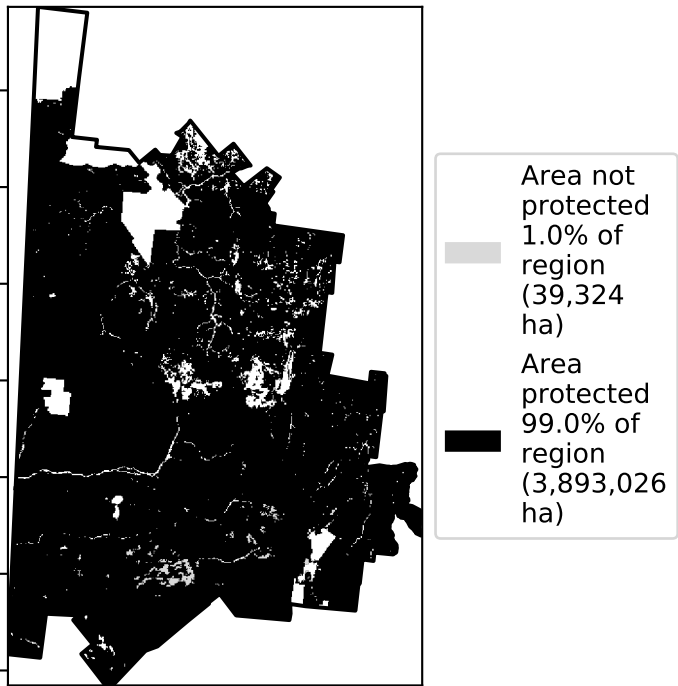 Area not
protected
1.0% of
region
(39,324
ha)
Area
protected
99.0% of
region
(3,893,026
ha)